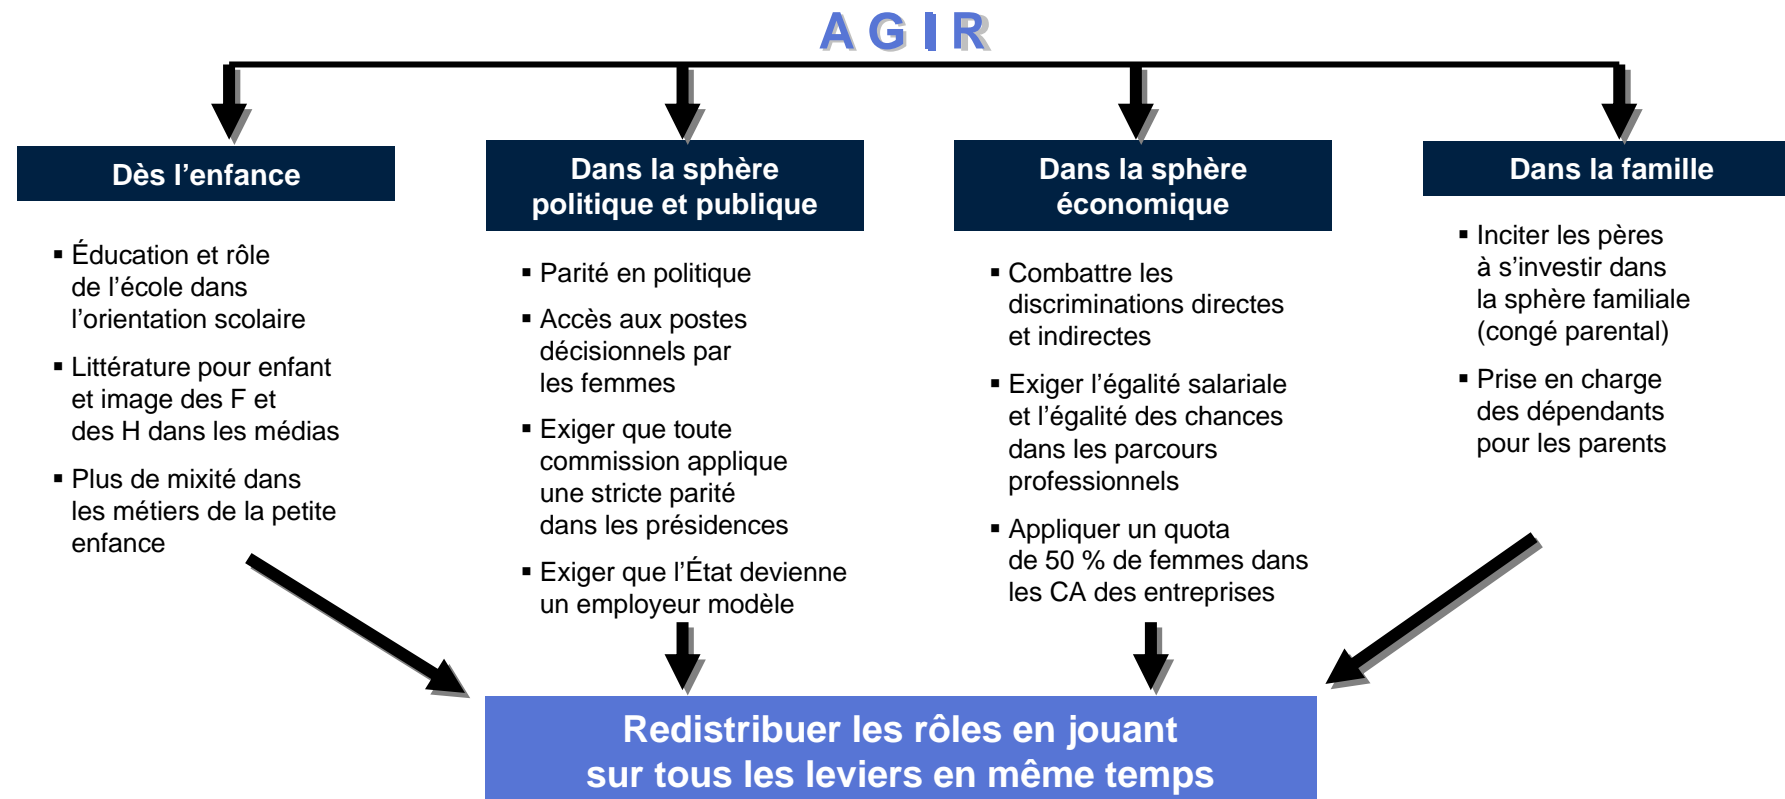 A G I R
Dès l’enfance
▪ Éducation et rôle
de l’école dans
l’orientation scolaire
▪ Littérature pour enfant
et image des F et
des H dans les médias
▪ Plus de mixité dans
les métiers de la petite
enfance
Dans la sphère
politique et publique
▪ Parité en politique
▪ Accès aux postes
décisionnels par
les femmes
▪ Exiger que toute
commission applique
une stricte parité
dans les présidences
▪ Exiger que l’État devienne
un employeur modèle
Dans la sphère
économique
▪ Combattre les
discriminations directes
et indirectes
▪ Exiger l’égalité salariale
et l’égalité des chances
dans les parcours
professionnels
▪ Appliquer un quota
de 50 % de femmes dans
les CA des entreprises
Dans la famille
▪ Inciter les pères
à s’investir dans
la sphère familiale
(congé parental)
▪ Prise en charge
des dépendants
pour les parents
Redistribuer les rôles en jouant
sur tous les leviers en même temps